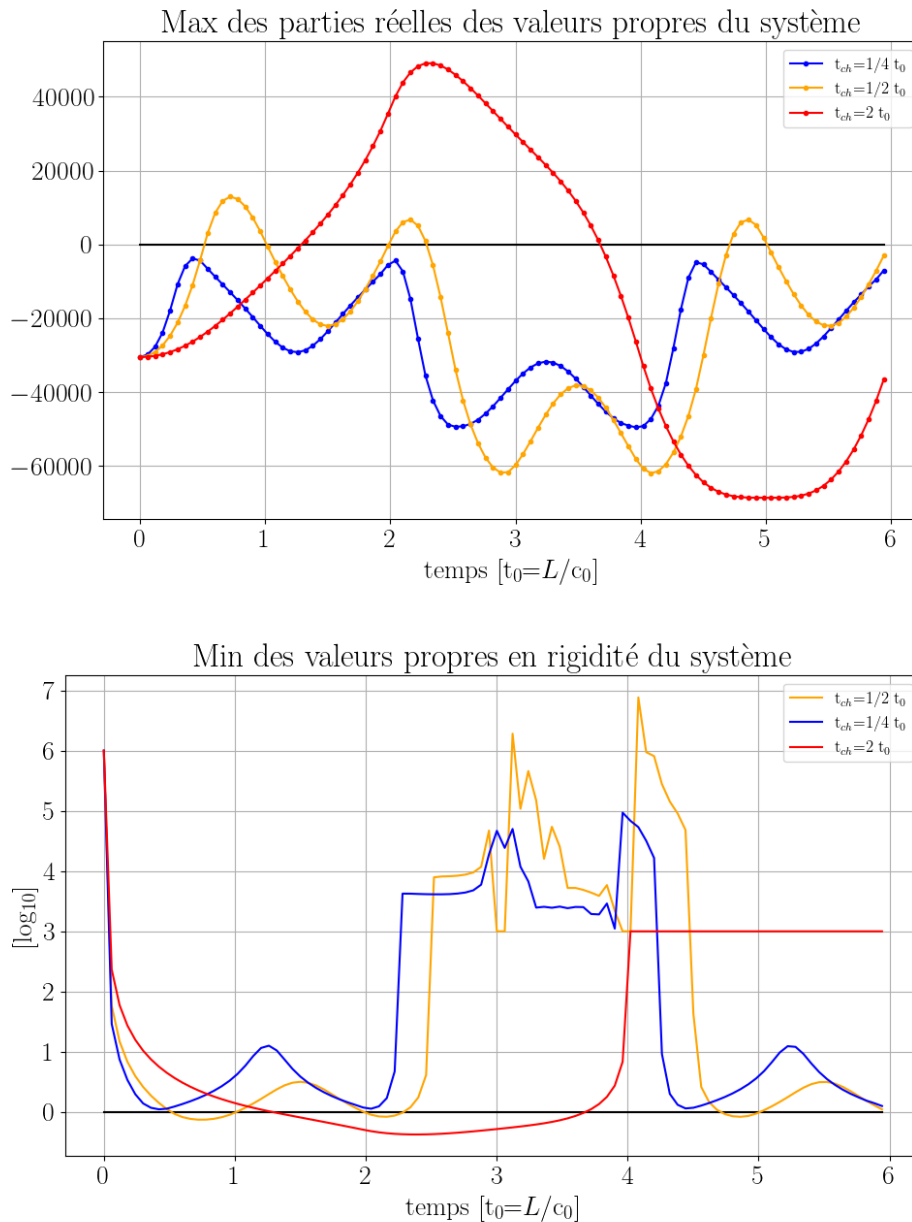 Max des parties réelles des valeurs propres du système
t_ch=1/4 t_0
t_ch=1/2 t_0
t_ch=2 t_0
40000
20000
0
−20000
−40000
−60000
0 1 2 3 4 5 6
temps [t_0=L/c_0]
Min des valeurs propres en rigidité du système
t_ch=1/2 t_0
t_ch=1/4 t_0
t_ch=2 t_0
7
6
5
4
3
2
1
0
[log_10]
0 1 2 3 4 5 6
temps [t_0=L/c_0]